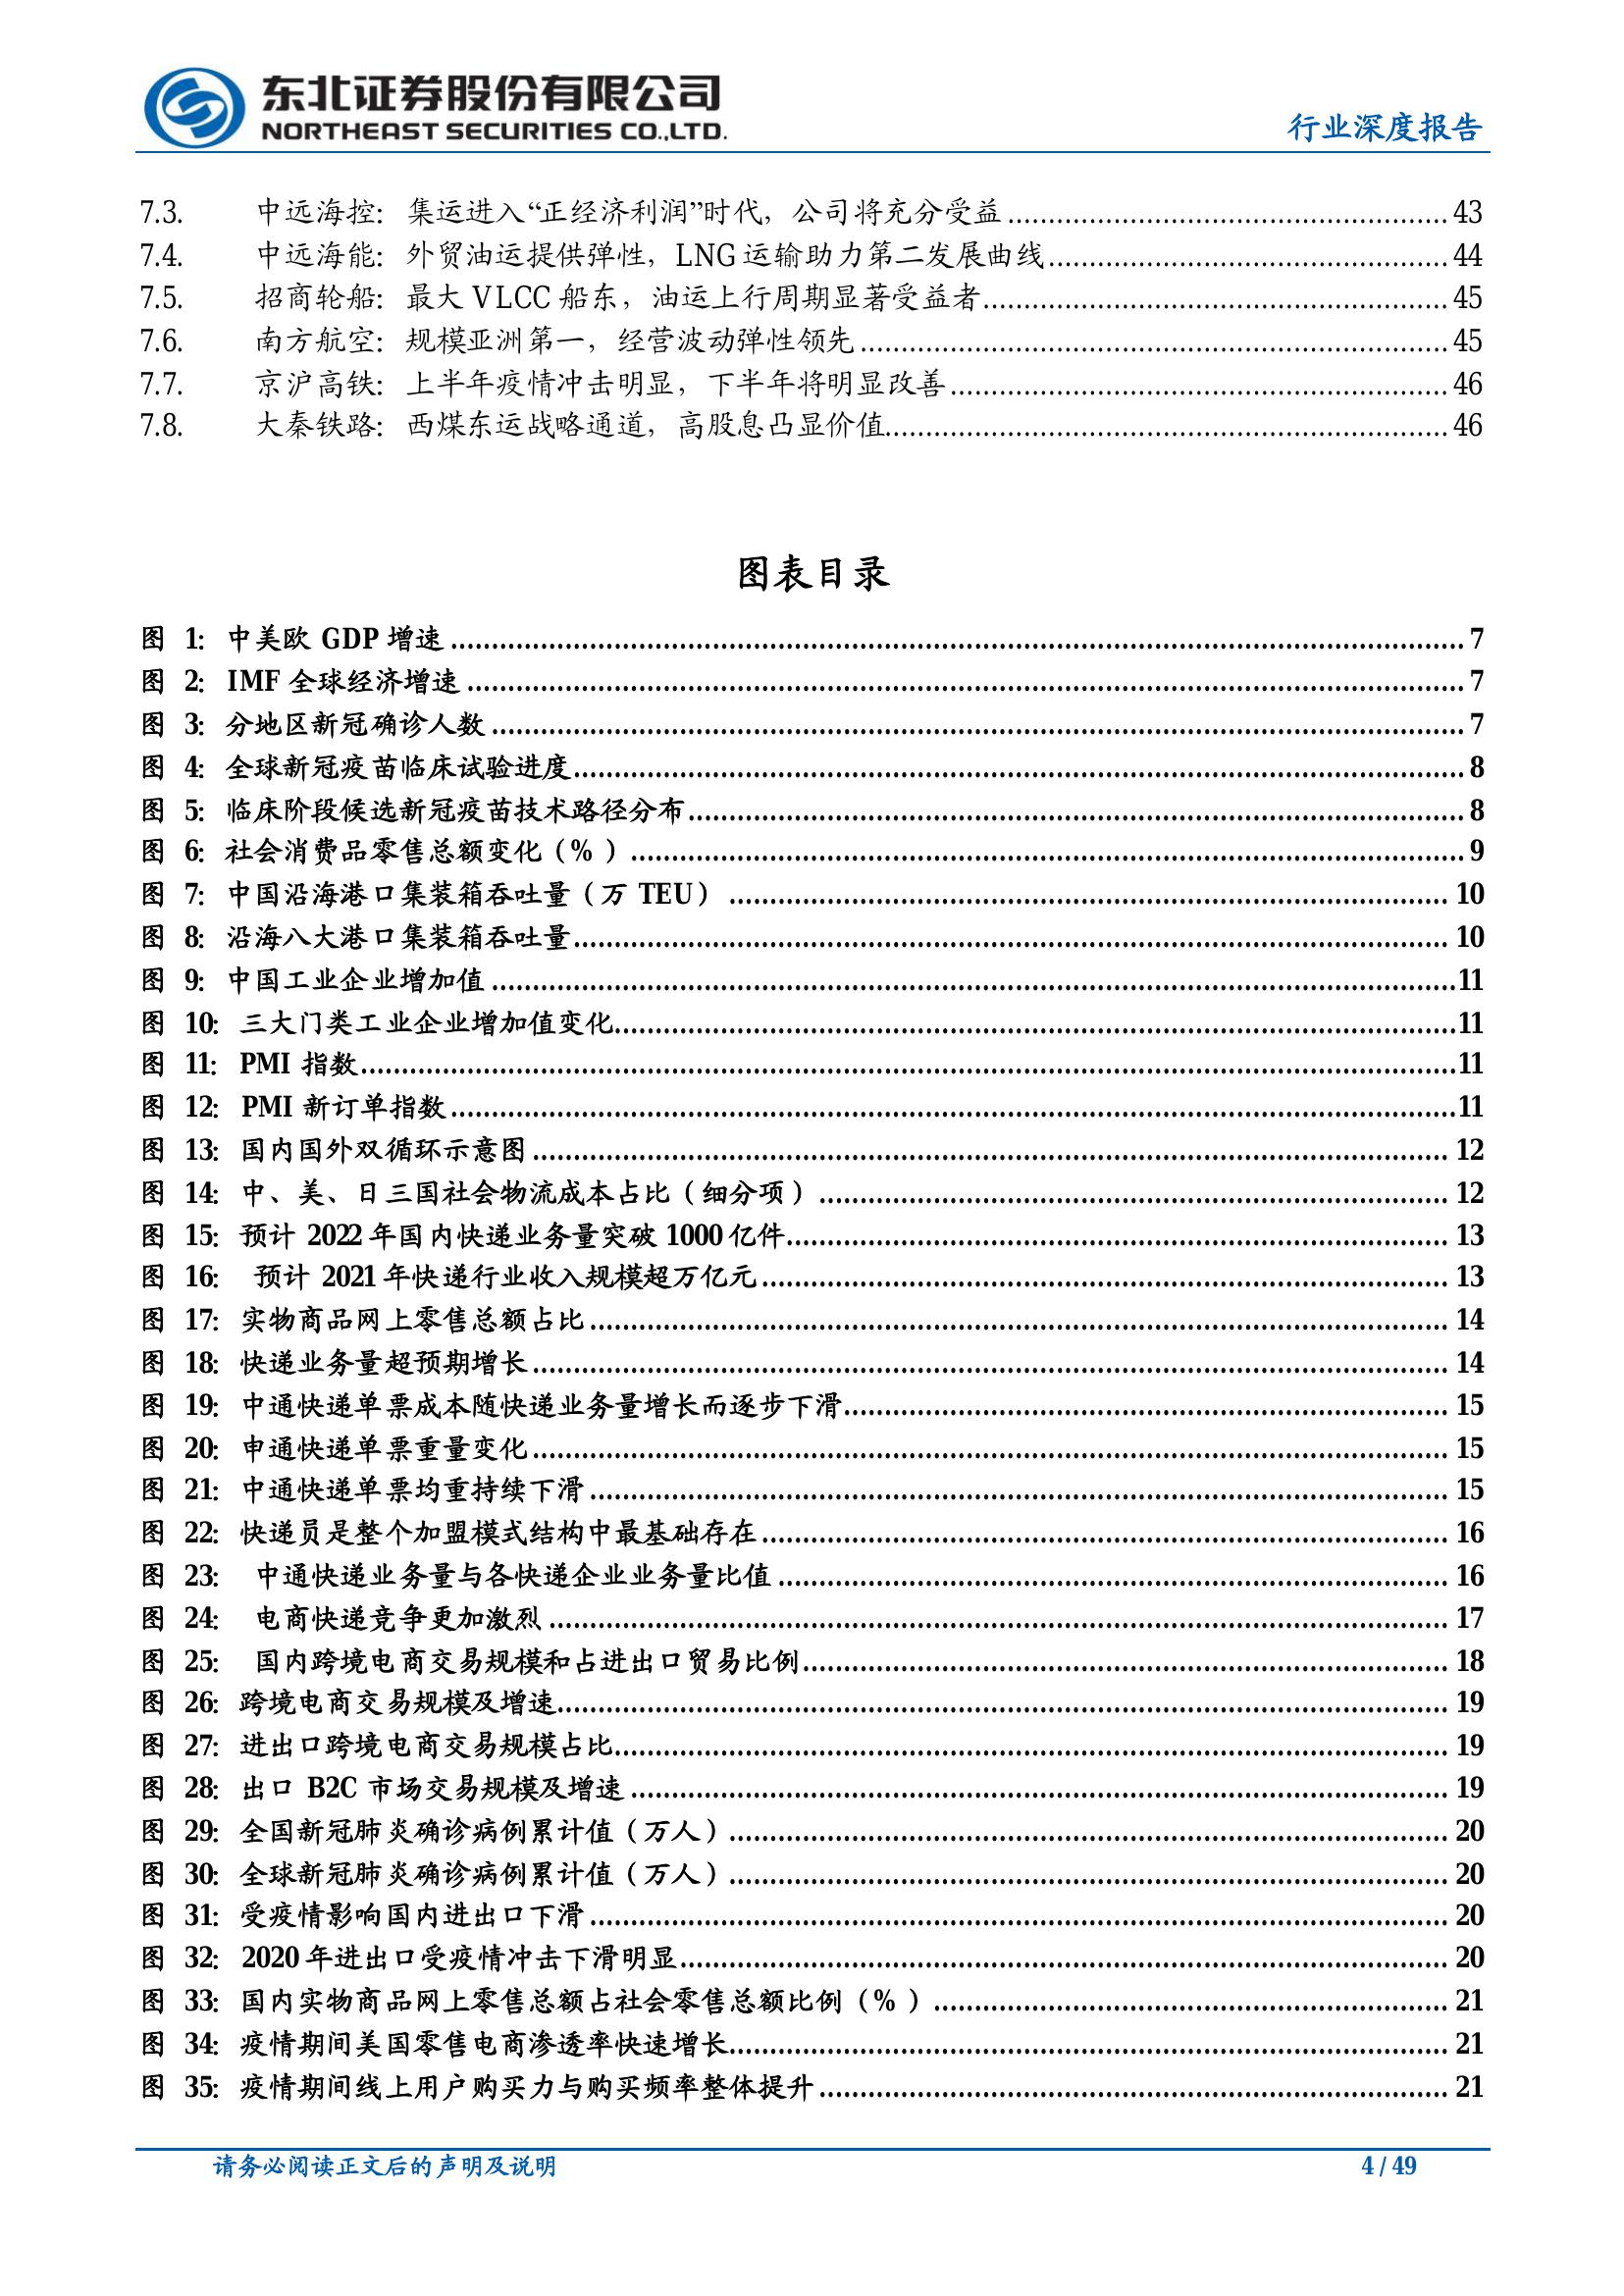 东北证券股份有限公司
NORTHEAST SECURITIES CO.,LTD.
行业深度报告
7.3. 中远海控：集运进入“正经济利润”时代，公司将充分受益 43
7.4. 中远海能：外贸油运提供弹性，LNG 运输助力第二发展曲线 44
7.5. 招商轮船：最大 VLCC 船东，油运上行周期显著受益者 45
7.6. 南方航空：规模亚洲第一，经营波动弹性领先 45
7.7. 京沪高铁：上半年疫情冲击明显，下半年将明显改善 46
7.8. 大秦铁路：西煤东运战略通道，高股息凸显价值 46
图表目录
图 1：中美欧 GDP 增速 7
图 2：IMF 全球经济增速 7
图 3：分地区新冠确诊人数 7
图 4：全球新冠疫苗临床试验进度 8
图 5：临床阶段候选新冠疫苗技术路径分布 8
图 6：社会消费品零售总额变化（%） 9
图 7：中国沿海港口集装箱吞吐量（万 TEU） 10
图 8：沿海八大港口集装箱吞吐量 10
图 9：中国工业企业增加值 11
图 10：三大门类工业企业增加值变化 11
图 11：PMI 指数 11
图 12：PMI 新订单指数 11
图 13：国内国外双循环示意图 12
图 14：中、美、日三国社会物流成本占比（细分项） 12
图 15：预计 2022 年国内快递业务量突破 1000 亿件 13
图 16： 预计 2021 年快递行业收入规模超万亿元 13
图 17：实物商品网上零售总额占比 14
图 18：快递业务量超预期增长 14
图 19：中通快递单票成本随快递业务量增长而逐步下滑 15
图 20：申通快递单票重量变化 15
图 21：中通快递单票均重持续下滑 15
图 22：快递员是整个加盟模式结构中最基础存在 16
图 23： 中通快递业务量与各快递企业业务量比值 16
图 24： 电商快递竞争更加激烈 17
图 25： 国内跨境电商交易规模和占进出口贸易比例 18
图 26：跨境电商交易规模及增速 19
图 27：进出口跨境电商交易规模占比 19
图 28：出口 B2C 市场交易规模及增速 19
图 29：全国新冠肺炎确诊病例累计值（万人） 20
图 30：全球新冠肺炎确诊病例累计值（万人） 20
图 31：受疫情影响国内进出口下滑 20
图 32：2020 年进出口受疫情冲击下滑明显 20
图 33：国内实物商品网上零售总额占社会零售总额比例（%） 21
图 34：疫情期间美国零售电商渗透率快速增长 21
图 35：疫情期间线上用户购买力与购买频率整体提升 21
请务必阅读正文后的声明及说明
4 / 49